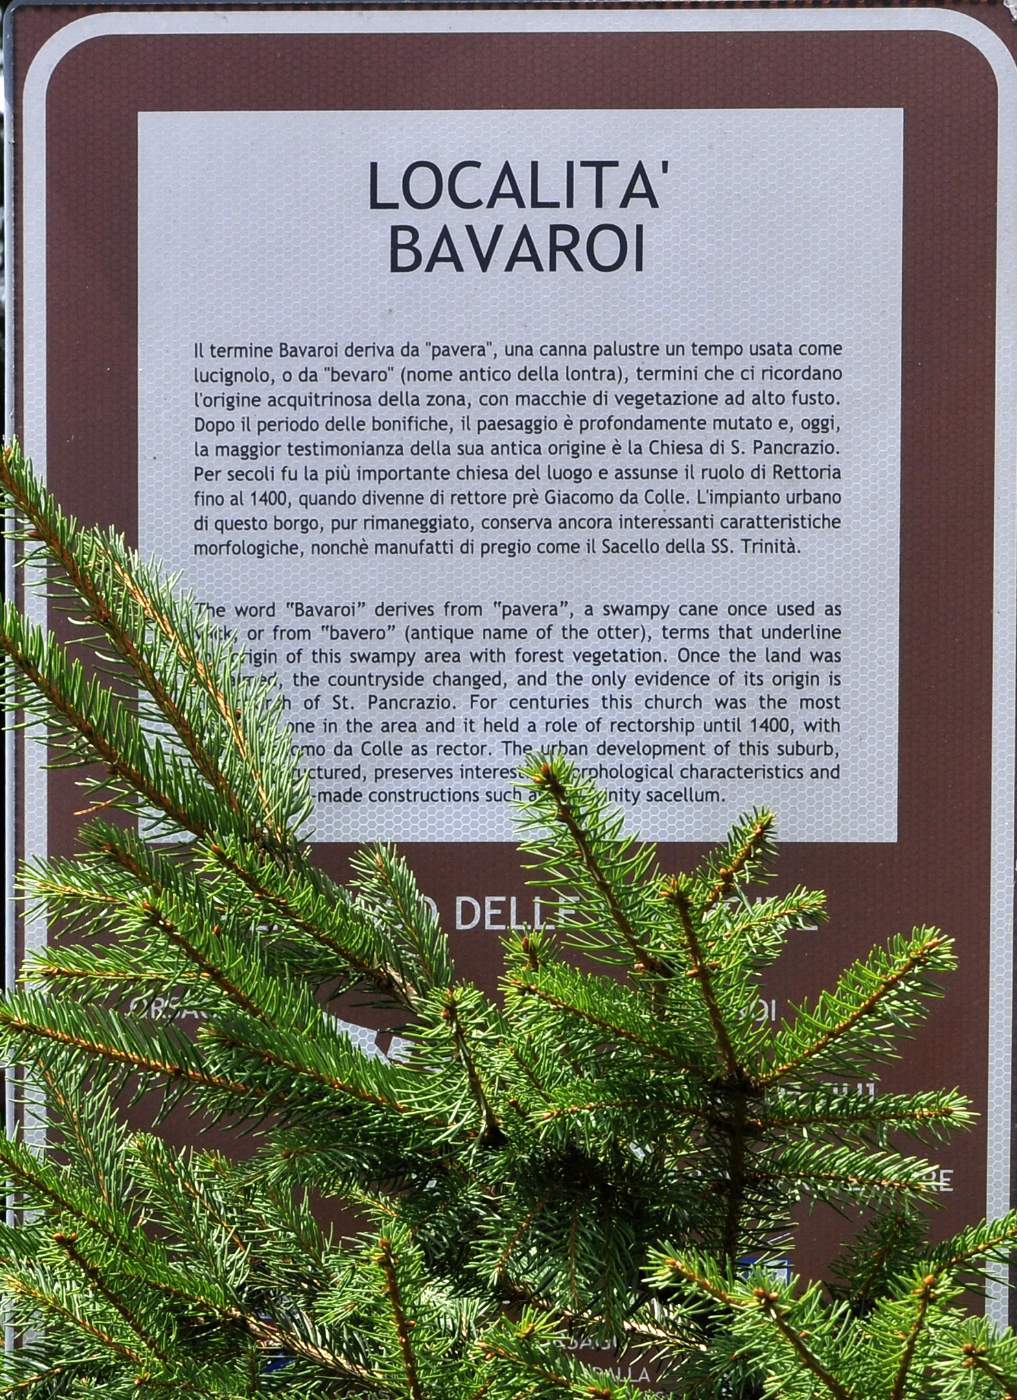 LOCALITA'
BAVAROI
Il termine Bavaroi deriva da "pavera", una canna palustre un tempo usata come
lucignolo, o da "bevaro" (nome antico della lontra), termini che ci ricordano
l'origine acquitrinosa della zona, con macchie di vegetazione ad alto fusto.
Dopo il periodo delle bonifiche, il paesaggio è profondamente mutato e, oggi,
la maggior testimonianza della sua antica origine è la Chiesa di S. Pancrazio.
Per secoli fu la più importante chiesa del luogo e assunse il ruolo di Rettoria
fino al 1400, quando divenne di rettore prè Giacomo da Colle. L'impianto urbano
di questo borgo, pur rimaneggiato, conserva ancora interessanti caratteristiche
morfologiche, nonchè manufatti di pregio come il Sacello della SS. Trinità.
The word "Bavaroi” derives from "pavera”, a swampy cane once used as
or from "bavero” (antique name of the otter), terms that underline
origin of this swampy area with forest vegetation. Once the land was
the countryside changed, and the only evidence of its origin is
of St. Pancrazio. For centuries this church was the most
one in the area and it held a role of rectorship until 1400, with
da Colle as rector. The urban development of this suburb,
preserves morphological characteristics and
-made constructions such sacellum.
DELLE